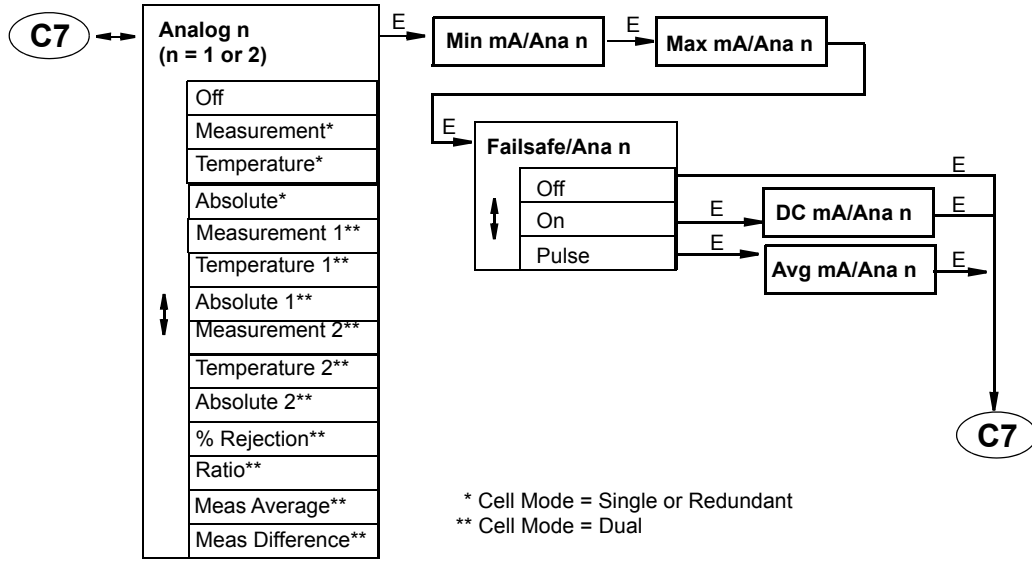 C7
Analog n
(n = 1 or 2)
Off
Measurement*
Temperature*
Absolute*
Measurement 1**
Temperature 1**
Absolute 1**
Measurement 2**
Temperature 2**
Absolute 2**
% Rejection**
Ratio**
Meas Average**
Meas Difference**
E
Min mA/Ana n
E
Max mA/Ana n
E
Failsafe/Ana n
Off
On
Pulse
E
E
DC mA/Ana n
E
E
Avg mA/Ana n
E
C7
* Cell Mode = Single or Redundant
** Cell Mode = Dual